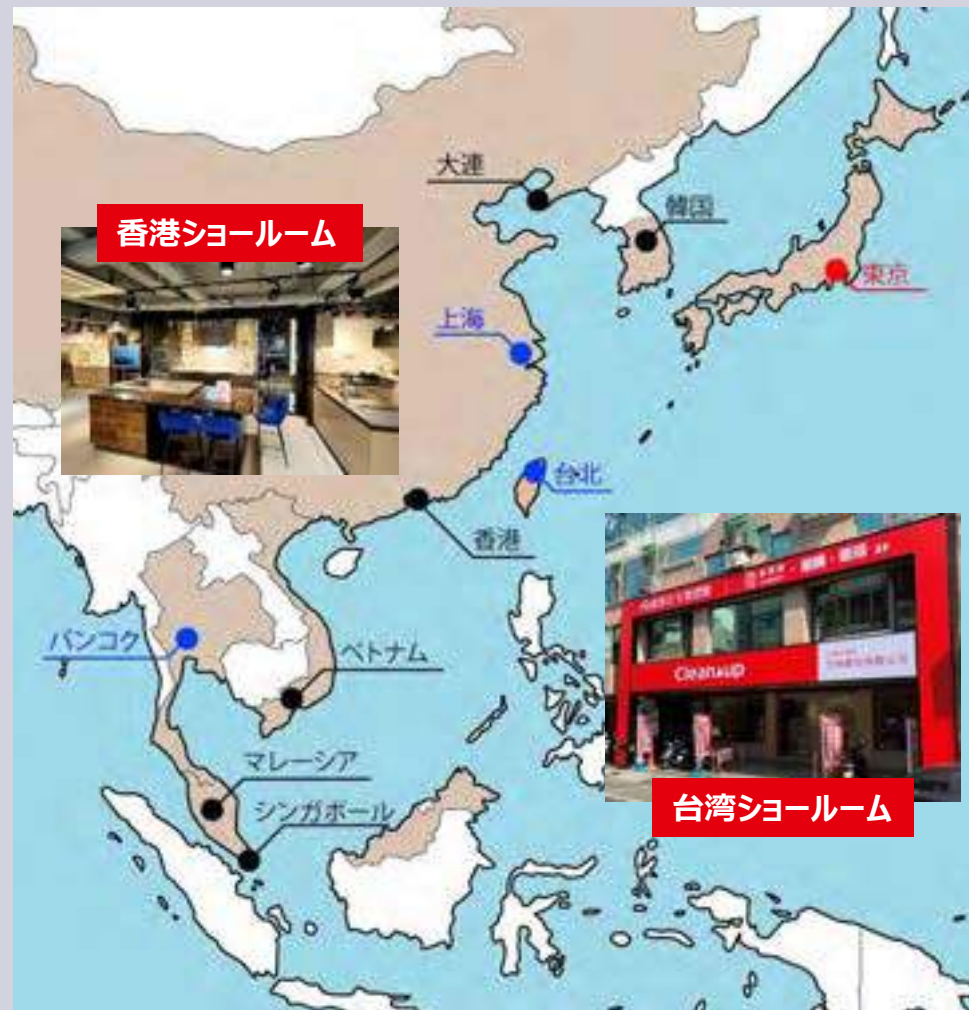 大連
韓国
香港ショールーム
東京
上海
台北
香港
バンコク
ベトナム
Cleanup
マレーシア
シンガポール
台湾ショールーム